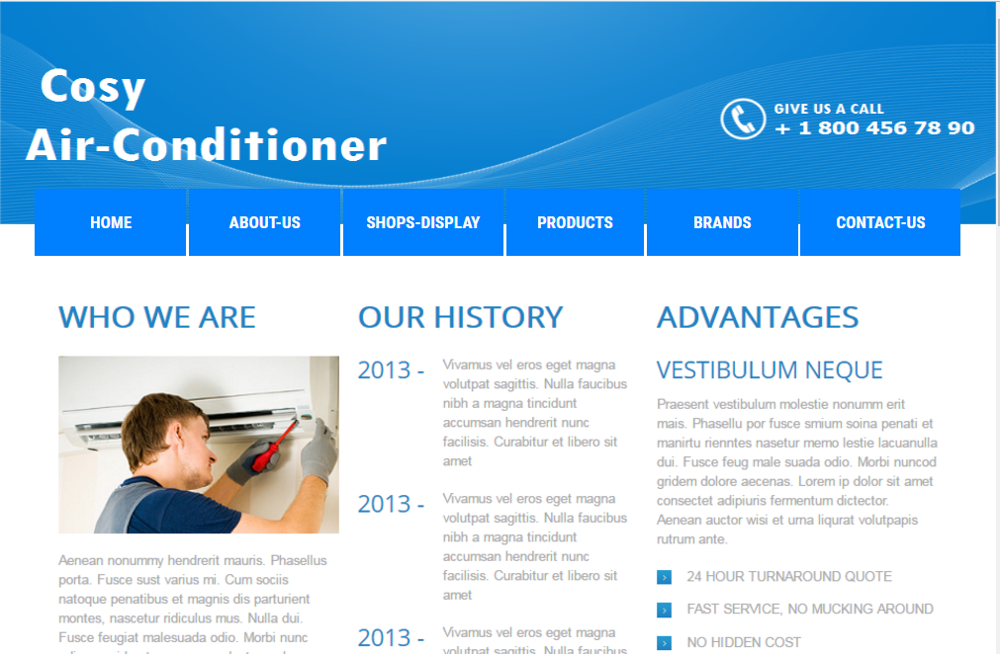 Cosy
Air-Conditioner
GIVE US A CALL
+ 1 800 456 78 90
HOME
ABOUT-US
SHOPS-DISPLAY
PRODUCTS
BRANDS
CONTACT-US
WHO WE ARE
Aenean nonummy hendrerit mauris. Phasellus
porta. Fusce sust varius mi. Cum sociis
natoque penatibus et magnis dis parturient
montes, nascetur ridiculus mus. Nulla dui.
Fusce feugiat malesuada odio. Morbi nunc
OUR HISTORY
2013 -
Vivamus vel eros eget magna
volutpat sagittis. Nulla faucibus
nibh a magna tincidunt
accumsan hendrerit nunc
facilisis. Curabitur et libero sit
amet
2013 -
Vivamus vel eros eget magna
volutpat sagittis. Nulla faucibus
nibh a magna tincidunt
accumsan hendrerit nunc
facilisis. Curabitur et libero sit
amet
2013 -
Vivamus vel eros eget magna
volutpat sagittis. Nulla faucibus
ADVANTAGES
VESTIBULUM NEQUE
Praesent vestibulum molestie nonumm erit
mais. Phasellu por fusce smium soina penati et
manirtu rienntes nasetur memo lestie lacuanulla
dui. Fusce feug male suada odio. Morbi nuncod
gridem dolore aecenas. Lorem ip dolor sit amet
consectet adipiuris fermentum dictector.
Aenean auctor wisi et urna liqurat volutpapis
rutrum ante.
24 HOUR TURNAROUND QUOTE
FAST SERVICE, NO MUCKING AROUND
NO HIDDEN COST